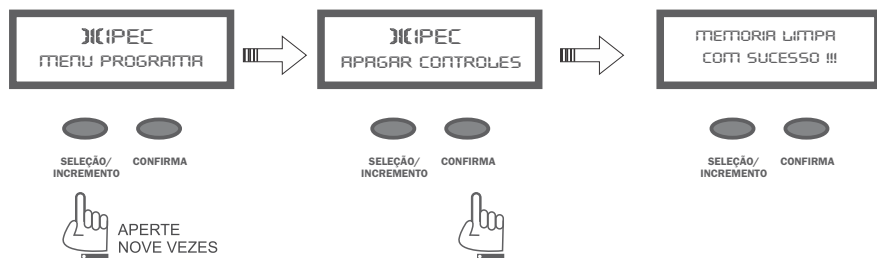 IPEC
MENU PROGRAMA
SELEÇÃO/
INCREMENTO
CONFIRMA
APERTE
NOVE VEZES
IPEC
APAGAR CONTROLES
SELEÇÃO/
INCREMENTO
CONFIRMA
MEMORIA LIMPA
COM SUCESSO !!!
SELEÇÃO/
INCREMENTO
CONFIRMA